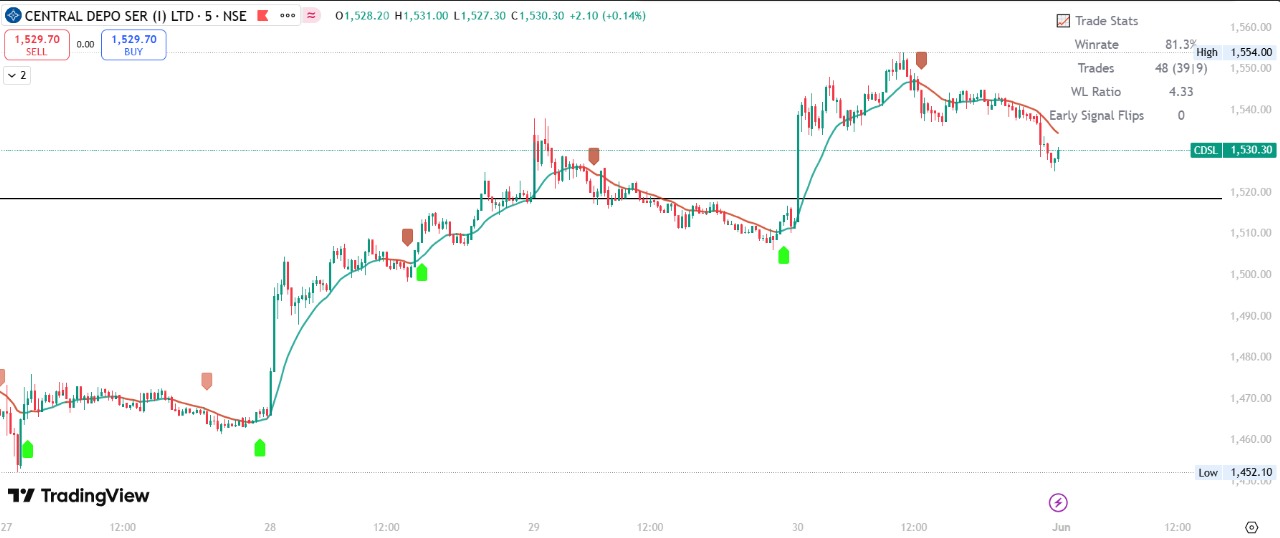 CENTRAL DEPO SER (I) LTD · 5 · NSE O1,528.20 H1,531.00 L1,527.30 C1,530.30 +2.10 (+0.14%)
1,529.70 SELL 0.00 1,529.70 BUY
2
Trade Stats
Winrate 81.3%
Trades 48 (39|9)
WL Ratio 4.33
Early Signal Flips 0
1,560.00
High 1,554.00
1,550.00
1,540.00
CDSL 1,530.30
1,520.00
1,510.00
1,500.00
1,490.00
1,480.00
1,470.00
1,460.00
Low 1,452.10
1,450.00
TradingView
27 12:00 28 12:00 29 12:00 30 12:00 Jun 12:00